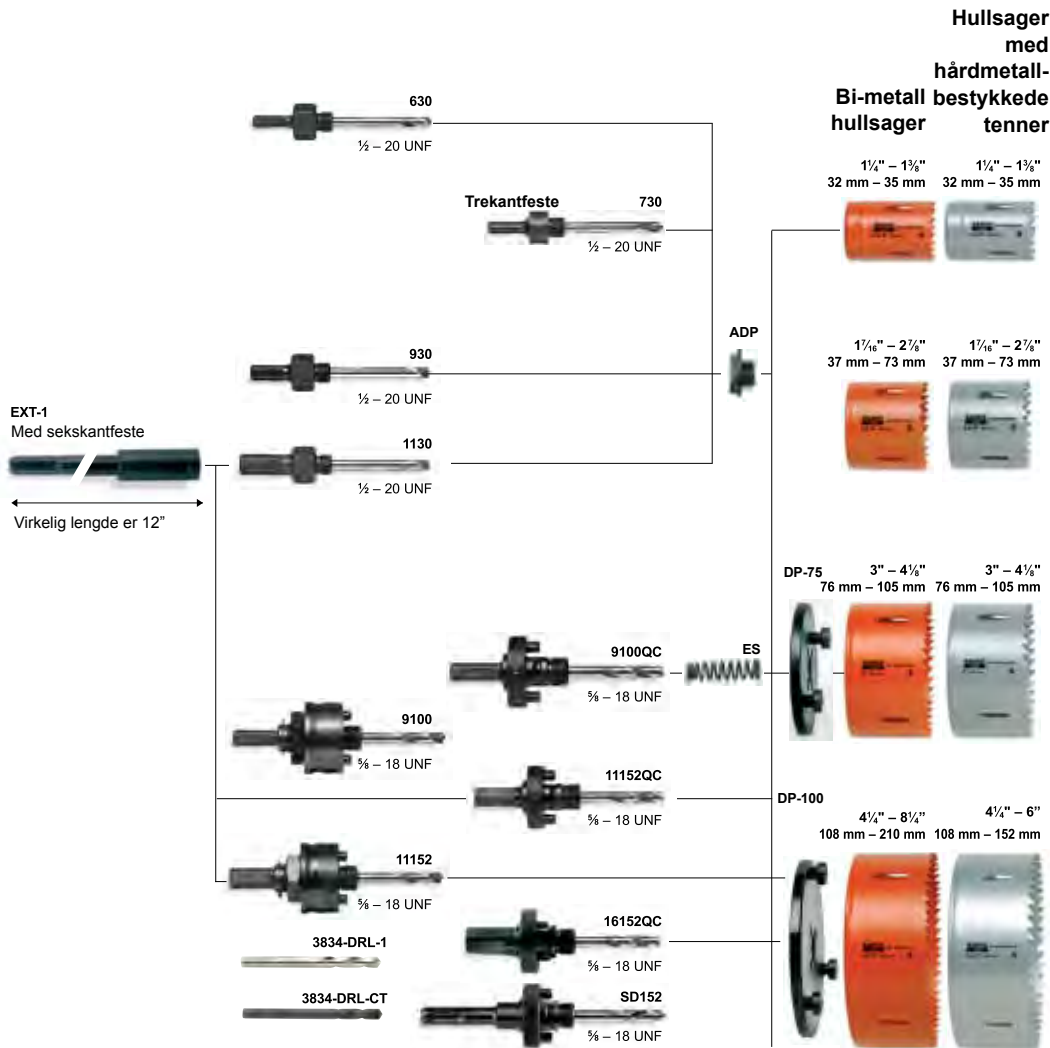 Hullsager
med
hårdmetall-
Bi-metall bestykkede
hullsager tenner
630
½ – 20 UNF
1¼" – 1⅜" 1¼" – 1⅜"
32 mm – 35 mm 32 mm – 35 mm
Trekantfeste 730
½ – 20 UNF
ADP
930
½ – 20 UNF
1⁷⁄₁₆" – 2⅞" 1⁷⁄₁₆" – 2⅞"
37 mm – 73 mm 37 mm – 73 mm
EXT-1
Med sekskantfeste
1130
½ – 20 UNF
Virkelig lengde er 12”
DP-75 3" – 4⅛" 3" – 4⅛"
76 mm – 105 mm 76 mm – 105 mm
9100QC ES
⅝ – 18 UNF
9100
⅝ – 18 UNF
11152QC
⅝ – 18 UNF
DP-100
4¼" – 8¼” 4¼" – 6”
108 mm – 210 mm 108 mm – 152 mm
11152
⅝ – 18 UNF
16152QC
⅝ – 18 UNF
3834-DRL-1
3834-DRL-CT
SD152
⅝ – 18 UNF